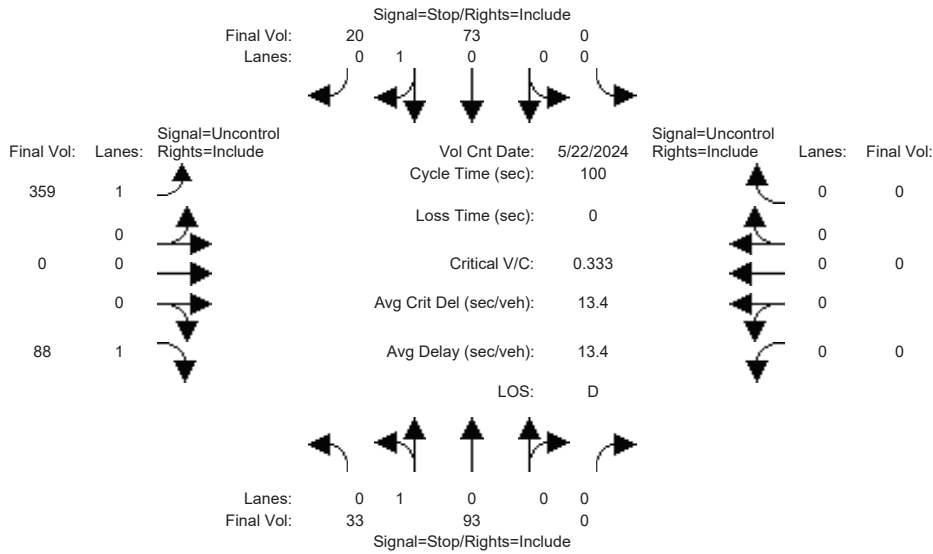 Signal=Stop/Rights=Include
Final Vol: 20 73 0
Lanes: 0 1 0 0 0
Signal=Uncontrol Signal=Uncontrol
Final Vol: Lanes: Rights=Include Vol Cnt Date: 5/22/2024 Rights=Include Lanes: Final Vol:
Cycle Time (sec): 100
359 1 0 0
Loss Time (sec): 0
0 0
0 0 Critical V/C: 0.333 0 0
0 Avg Crit Del (sec/veh): 13.4 0
88 1 Avg Delay (sec/veh): 13.4 0 0
LOS: D
Lanes: 0 1 0 0 0
Final Vol: 33 93 0
Signal=Stop/Rights=Include